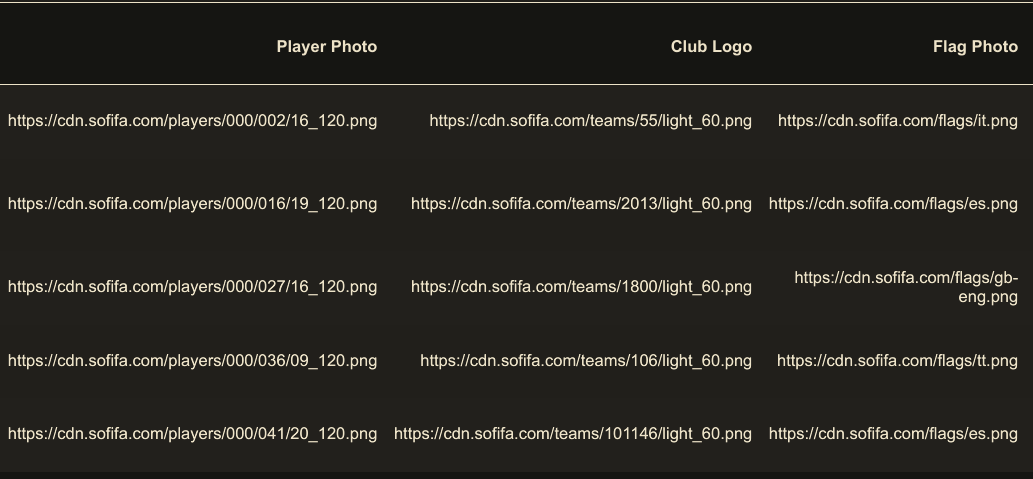 Player Photo Club Logo Flag Photo
https://cdn.sofifa.com/players/000/002/16_120.png https://cdn.sofifa.com/teams/55/light_60.png https://cdn.sofifa.com/flags/it.png
https://cdn.sofifa.com/players/000/016/19_120.png https://cdn.sofifa.com/teams/2013/light_60.png https://cdn.sofifa.com/flags/es.png
https://cdn.sofifa.com/players/000/027/16_120.png https://cdn.sofifa.com/teams/1800/light_60.png https://cdn.sofifa.com/flags/gb-
eng.png
https://cdn.sofifa.com/players/000/036/09_120.png https://cdn.sofifa.com/teams/106/light_60.png https://cdn.sofifa.com/flags/tt.png
https://cdn.sofifa.com/players/000/041/20_120.png https://cdn.sofifa.com/teams/101146/light_60.png https://cdn.sofifa.com/flags/es.png